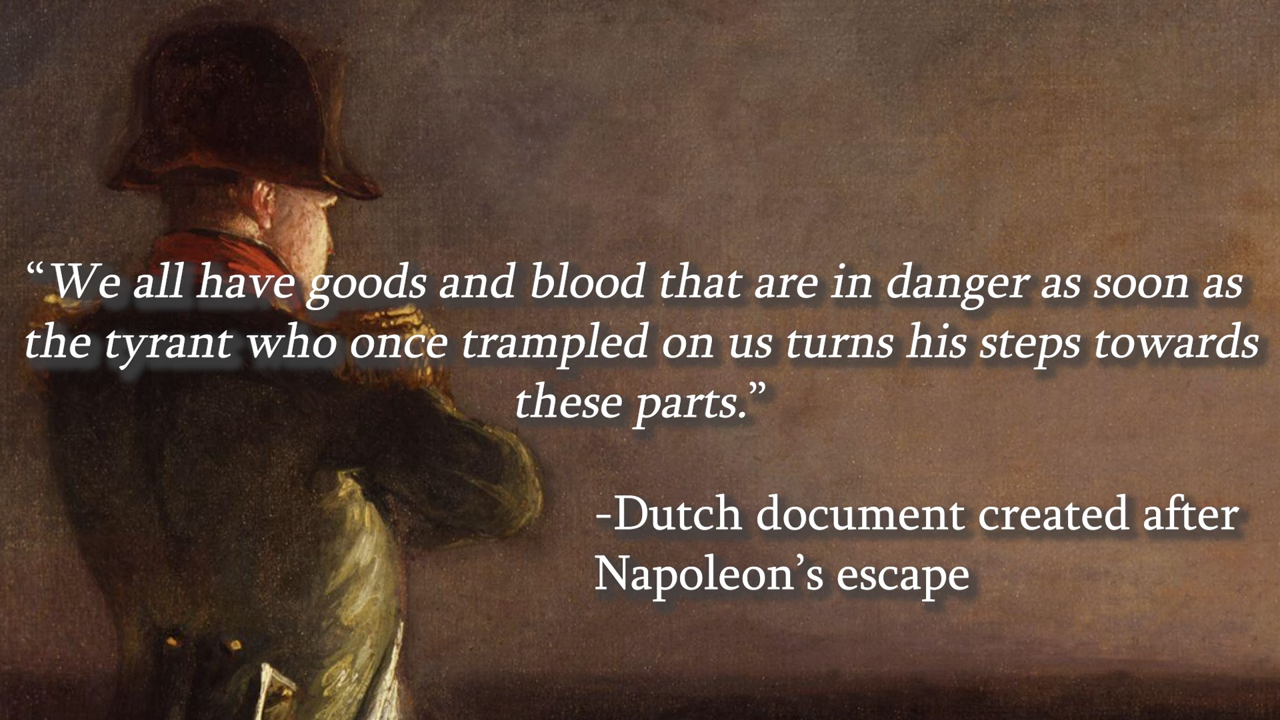 “We all have goods and blood that are in danger as soon as
the tyrant who once trampled on us turns his steps towards
these parts.”
-Dutch document created after
Napoleon’s escape